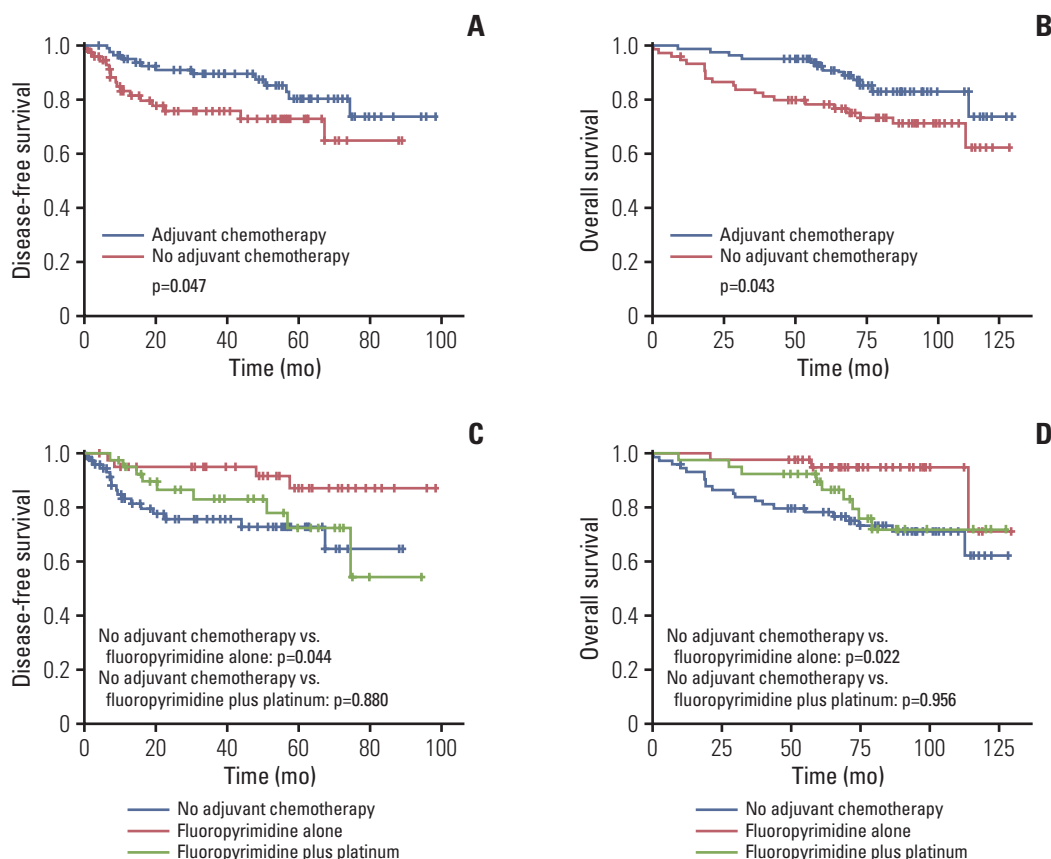 A
1.0
0.8
0.6
0.4
0.2
0
Disease-free survival
Adjuvant chemotherapy
No adjuvant chemotherapy
p=0.047
0 20 40 60 80 100
Time (mo)
B
1.0
0.8
0.6
0.4
0.2
0
Overall survival
Adjuvant chemotherapy
No adjuvant chemotherapy
p=0.043
0 25 50 75 100 125
Time (mo)
C
1.0
0.8
0.6
0.4
0.2
0
Disease-free survival
No adjuvant chemotherapy vs.
fluoropyrimidine alone: p=0.044
No adjuvant chemotherapy vs.
fluoropyrimidine plus platinum: p=0.880
0 20 40 60 80 100
Time (mo)
No adjuvant chemotherapy
Fluoropyrimidine alone
Fluoropyrimidine plus platinum
D
1.0
0.8
0.6
0.4
0.2
0
Overall survival
No adjuvant chemotherapy vs.
fluoropyrimidine alone: p=0.022
No adjuvant chemotherapy vs.
fluoropyrimidine plus platinum: p=0.956
0 25 50 75 100 125
Time (mo)
No adjuvant chemotherapy
Fluoropyrimidine alone
Fluoropyrimidine plus platinum